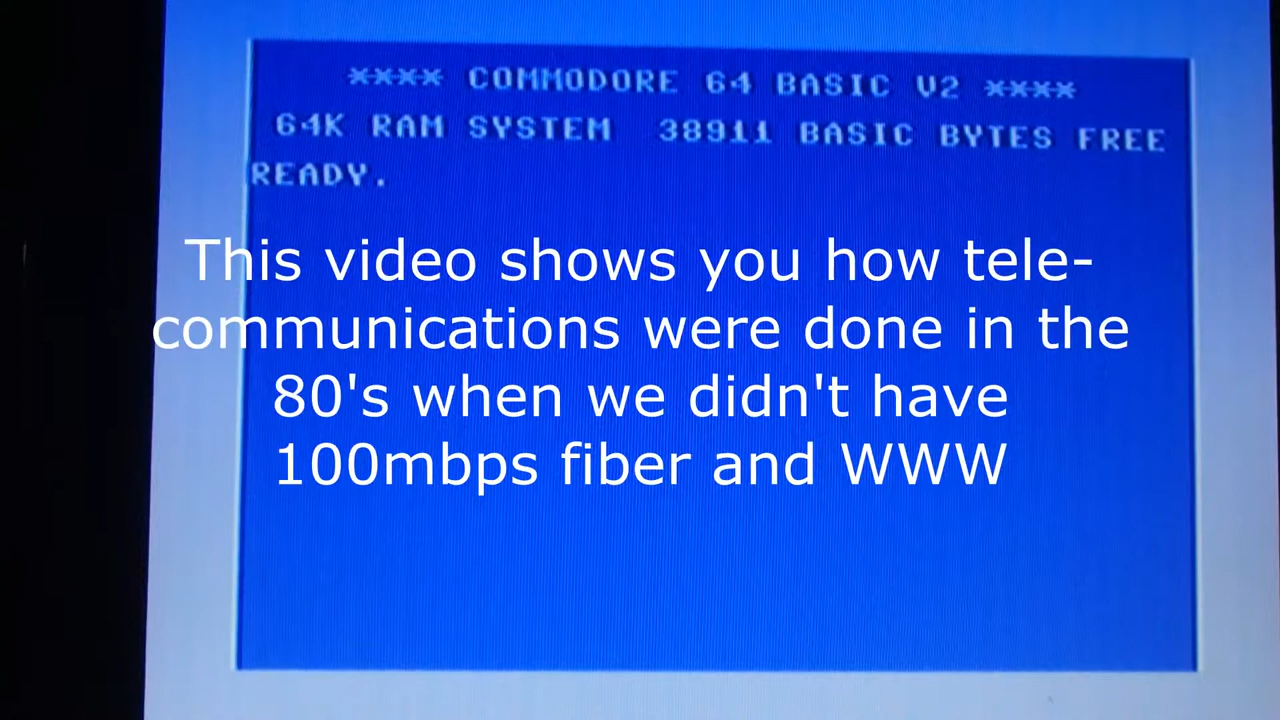 **** COMMODORE 64 BASIC V2 ****
64K RAM SYSTEM 38911 BASIC BYTES FREE
READY.
This video shows you how tele-
communications were done in the
80's when we didn't have
100mbps fiber and WWW